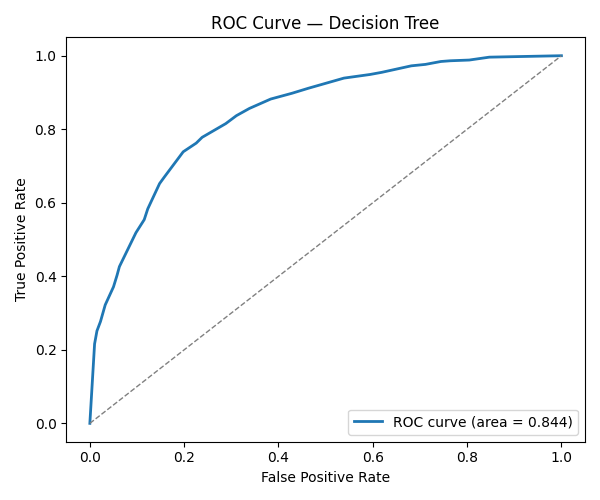 ROC Curve — Decision Tree
True Positive Rate
1.0
0.8
0.6
0.4
0.2
0.0
ROC curve (area = 0.844)
0.0 0.2 0.4 0.6 0.8 1.0
False Positive Rate